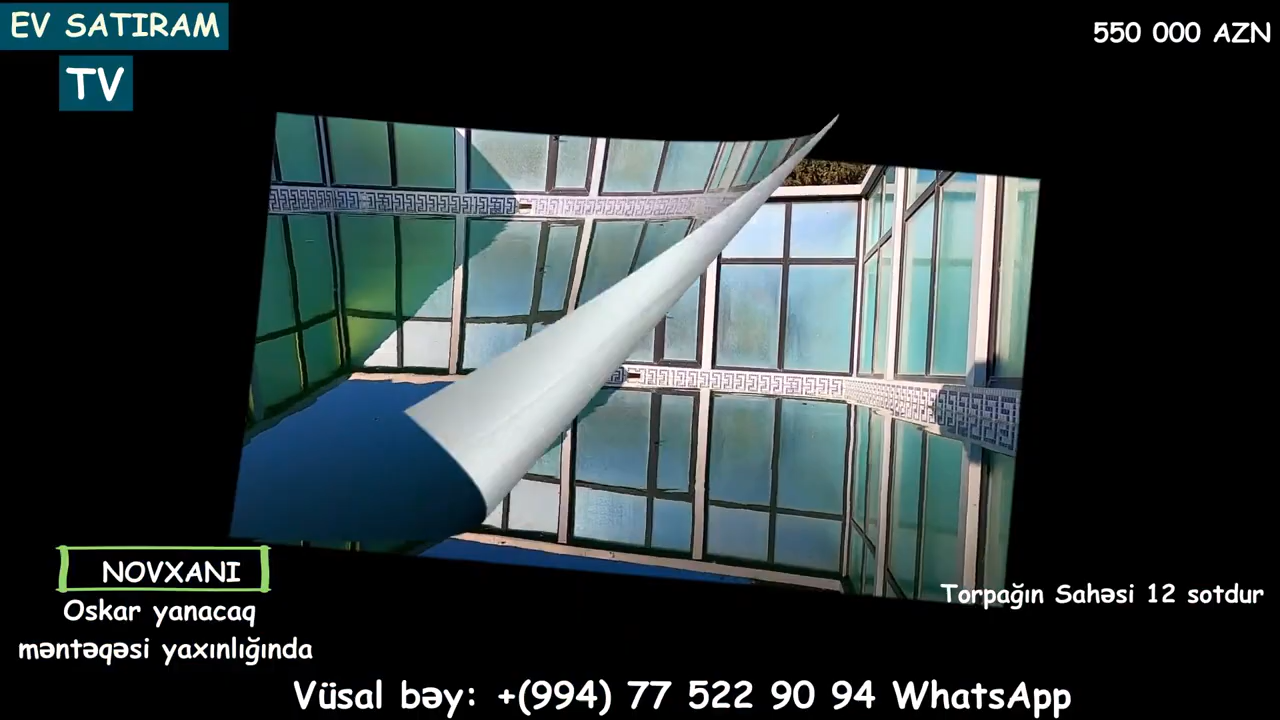 EV SATIRAM
TV
550 000 AZN
NOVXANI
Oskar yanacaq
məntəqəsi yaxınlığında
Torpağın Sahəsi 12 sotdur
Vüsal bəy: +(994) 77 522 90 94 WhatsApp